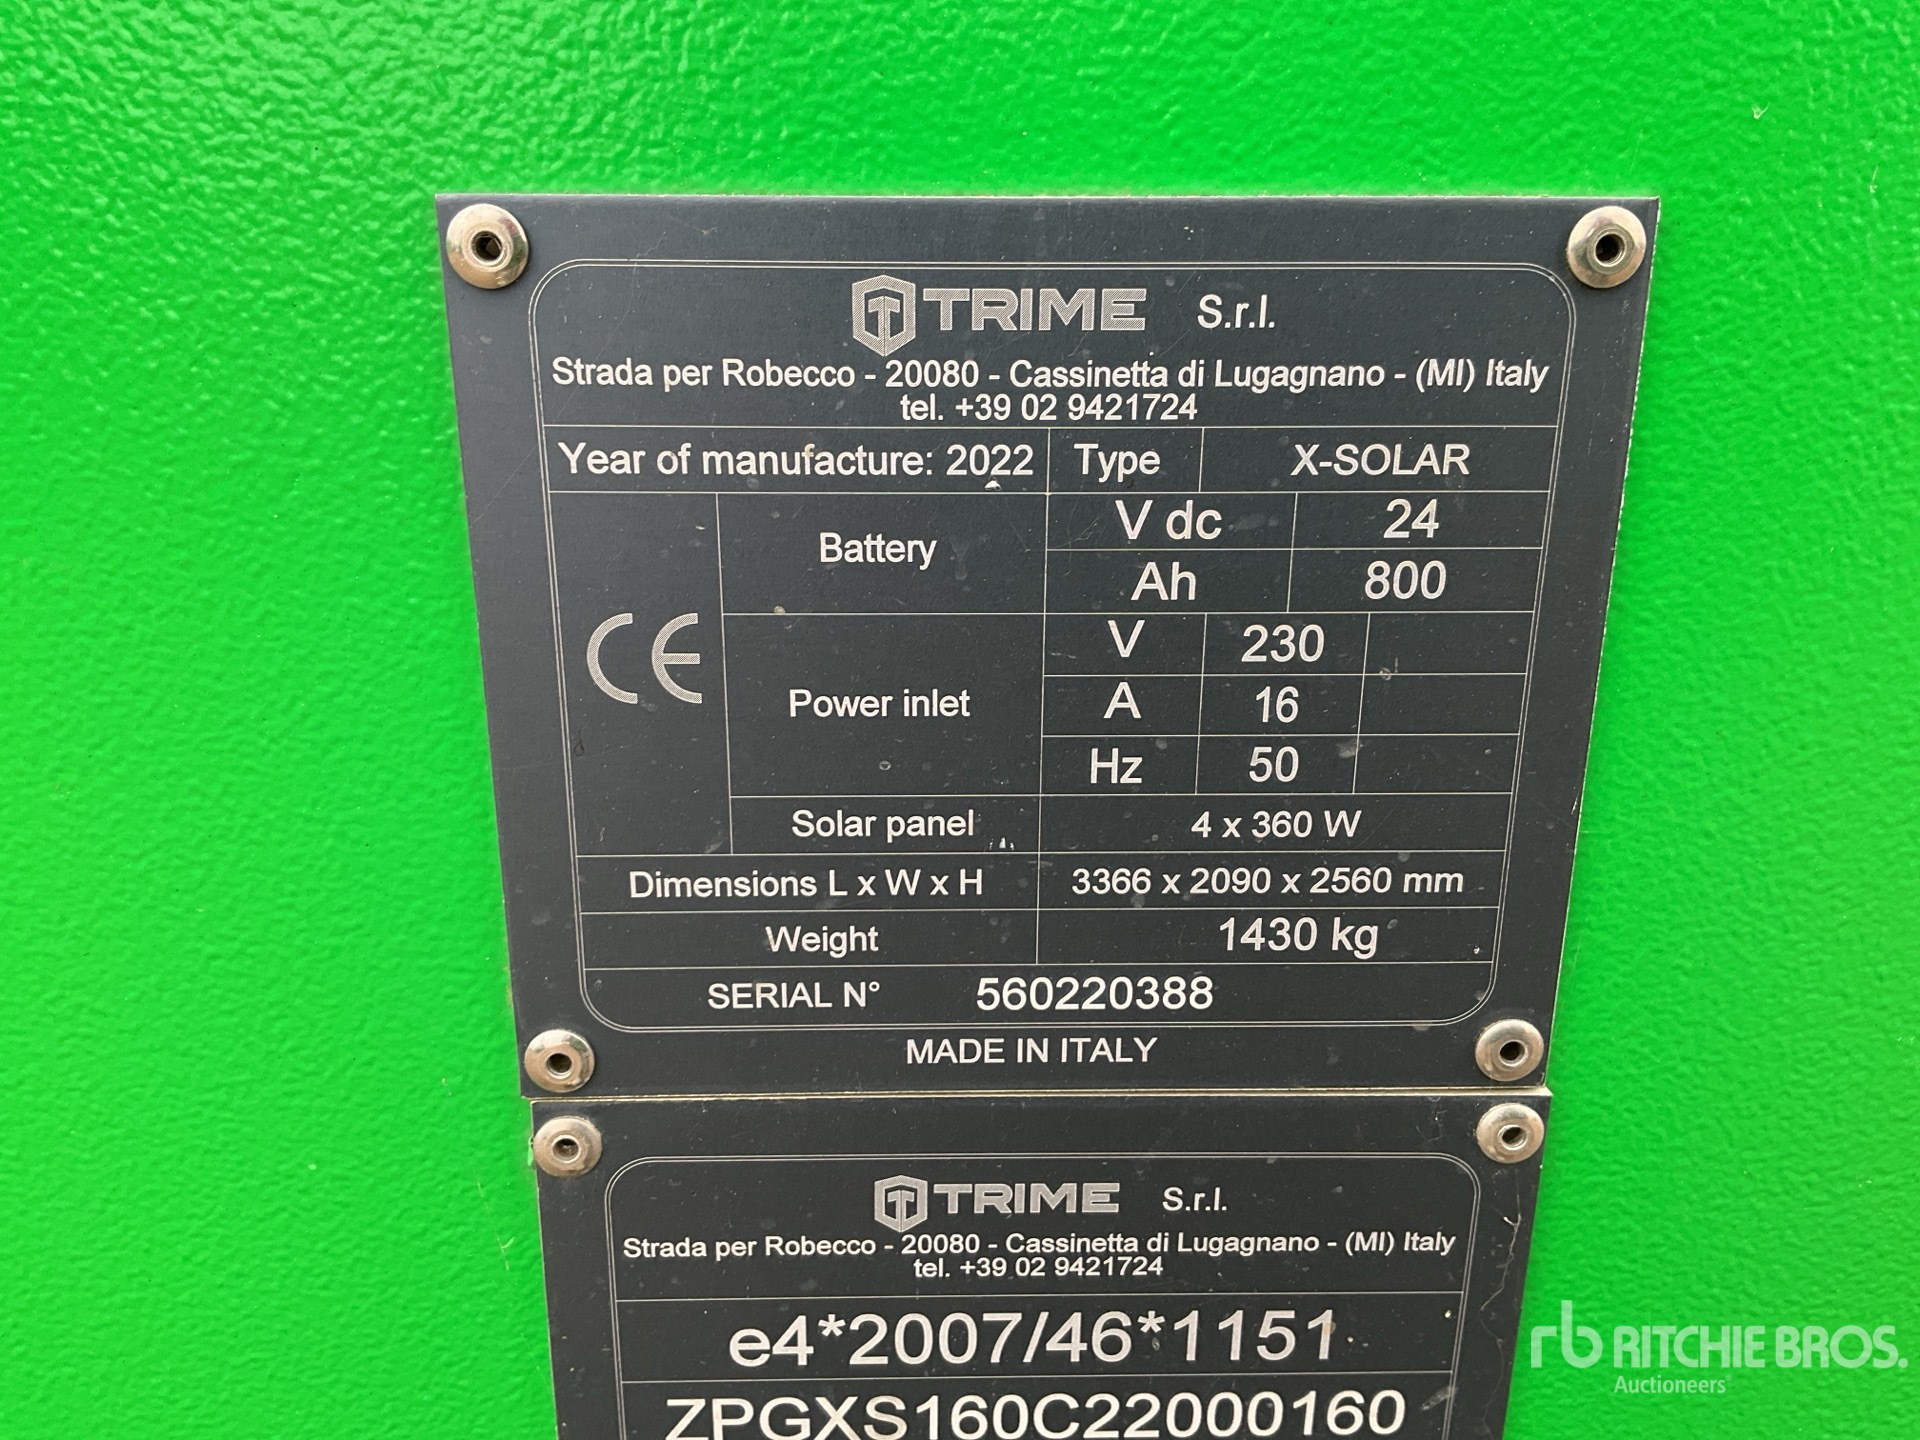 TRIME S.r.l.
Strada per Robecco - 20080 - Cassinetta di Lugagnano - (MI) Italy
tel. +39 02 9421724
Year of manufacture: 2022 Type X-SOLAR
Battery V dc 24
Ah 800
CE
Power inlet V 230
A 16
Hz 50
Solar panel 4 x 360 W
Dimensions L x W x H 3366 x 2090 x 2560 mm
Weight 1430 kg
SERIAL N° 560220388
MADE IN ITALY
TRIME S.r.l.
Strada per Robecco - 20080 - Cassinetta di Lugagnano - (MI) Italy
tel. +39 02 9421724
e4*2007/46*1151
ZPGXS160C22000160
rb RITCHIE BROS.
Auctioneers